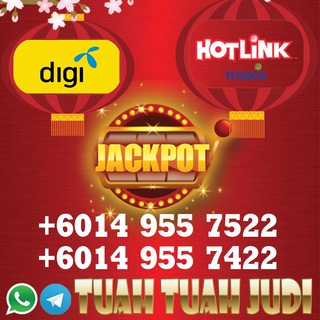 digi
HOTLINK
maxis
JACKPOT
+6014 955 7522
+6014 955 7422
TUAH TUAH JUDI